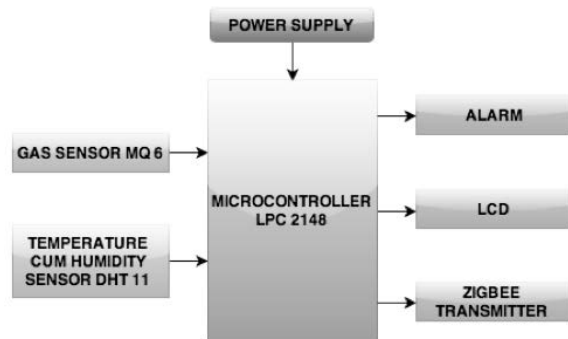 POWER SUPPLY
GAS SENSOR MQ 6
TEMPERATURE
CUM HUMIDITY
SENSOR DHT 11
MICROCONTROLLER
LPC 2148
ALARM
LCD
ZIGBEE
TRANSMITTER